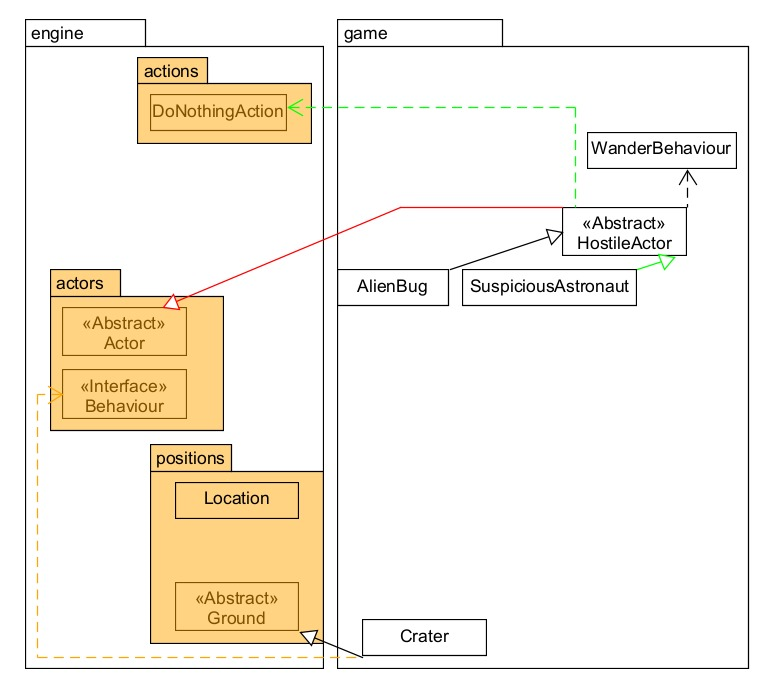 engine
game
actions
DoNothingAction
WanderBehaviour
«Abstract»
HostileActor
AlienBug
SuspiciousAstronaut
actors
«Abstract»
Actor
«Interface»
Behaviour
positions
Location
«Abstract»
Ground
Crater